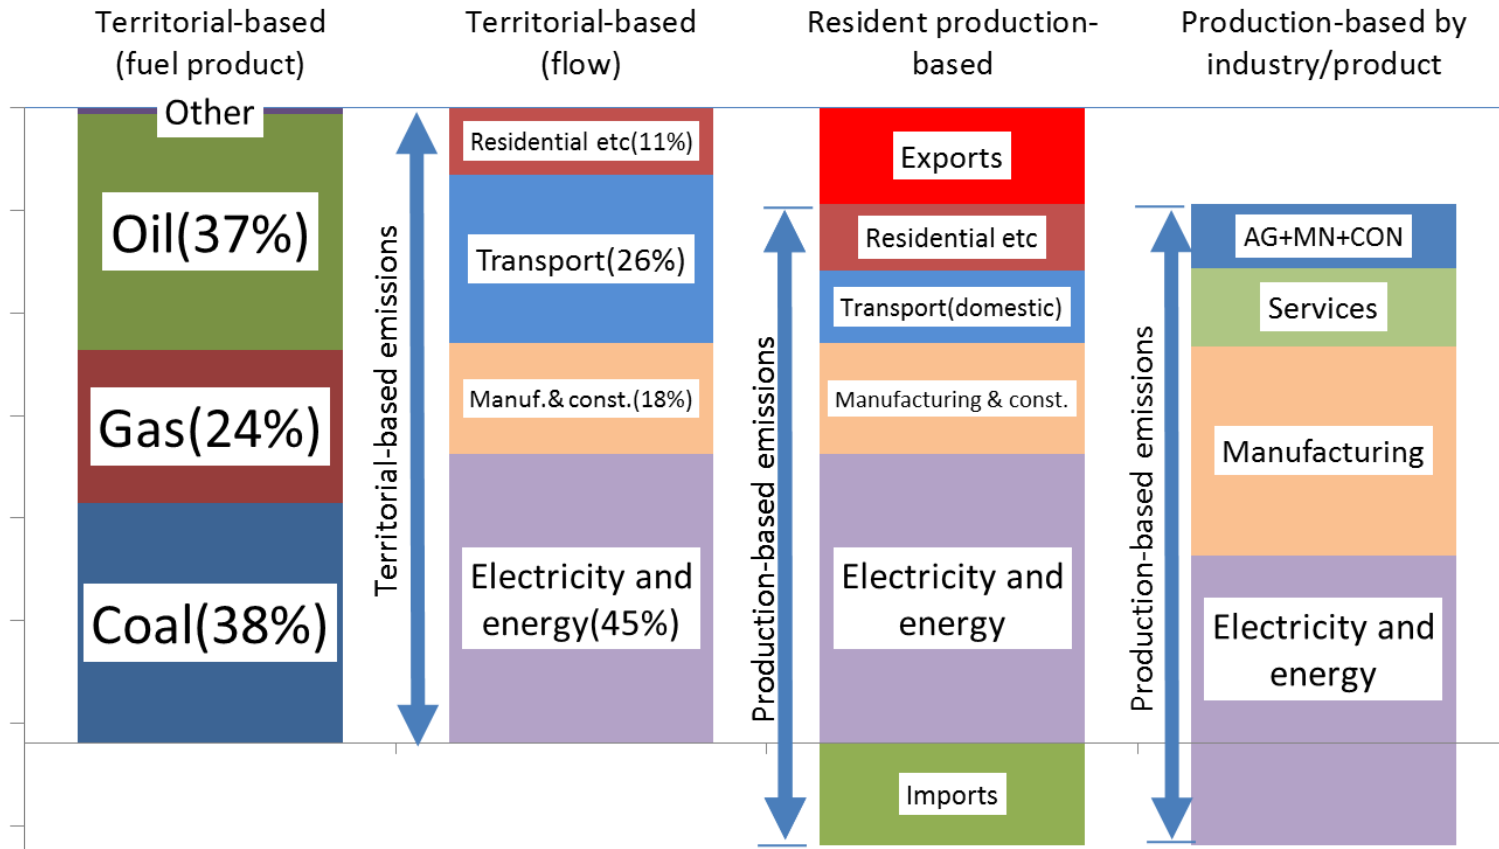 Territorial-based
(fuel product)
Territorial-based
(flow)
Resident production-
based
Production-based by
industry/product
Other
Oil(37%)
Gas(24%)
Coal(38%)
Territorial-based emissions
Residential etc(11%)
Transport(26%)
Manuf.& const.(18%)
Electricity and
energy(45%)
Production-based emissions
Exports
Residential etc
Transport(domestic)
Manufacturing & const.
Electricity and
energy
Imports
Production-based emissions
AG+MN+CON
Services
Manufacturing
Electricity and
energy